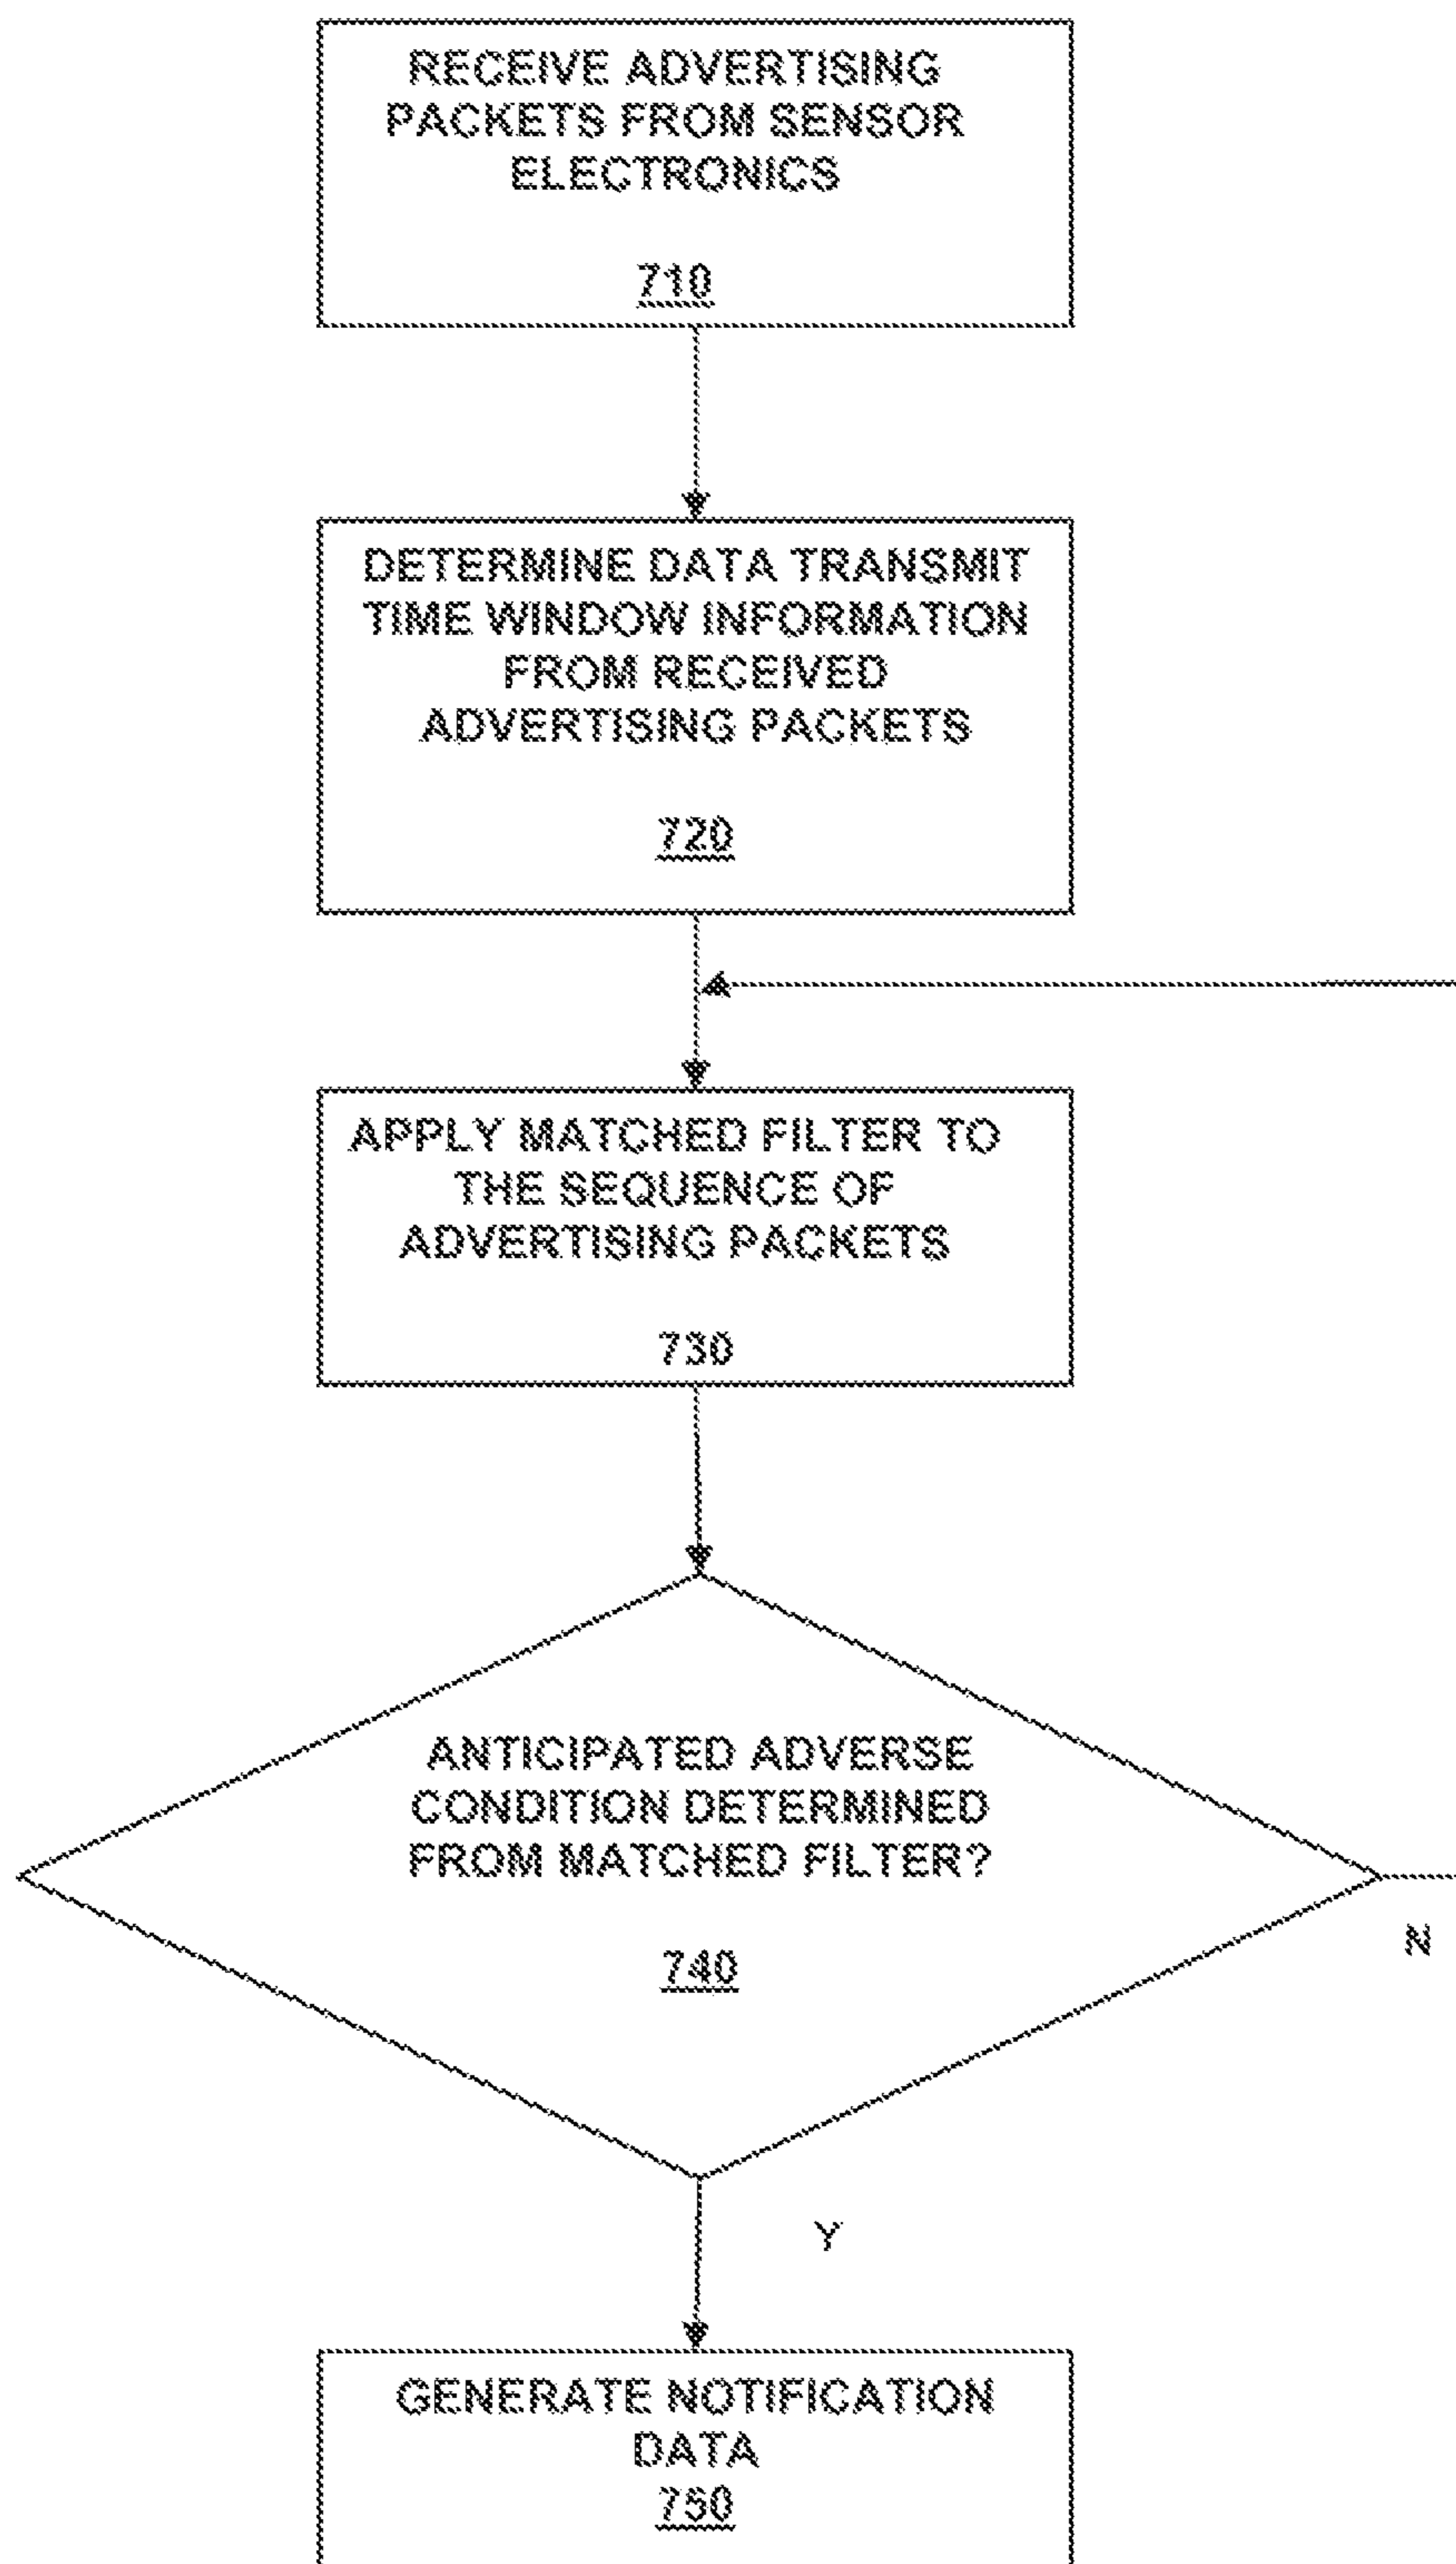 RECEIVE ADVERTISING
PACKETS FROM SENSOR
ELECTRONICS
710
DETERMINE DATA TRANSMIT
TIME WINDOW INFORMATION
FROM RECEIVED
ADVERTISING PACKETS
720
APPLY MATCHED FILTER TO
THE SEQUENCE OF
ADVERTISING PACKETS
730
ANTICIPATED ADVERSE
CONDITION DETERMINED
FROM MATCHED FILTER?
740
N
Y
GENERATE NOTIFICATION
DATA
750